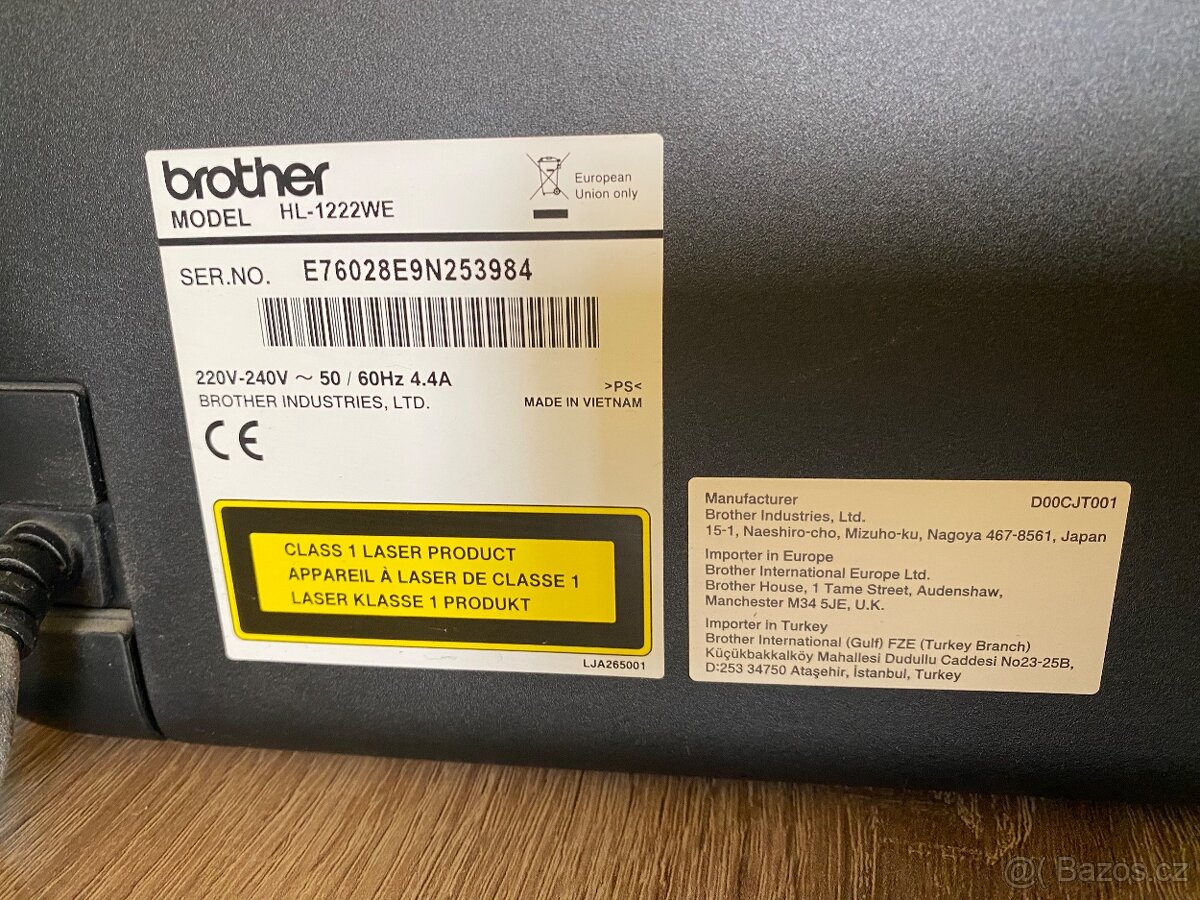 brother
MODEL HL-1222WE
European
Union only
SER.NO. E76028E9N253984
220V-240V ~ 50 / 60Hz 4.4A
BROTHER INDUSTRIES, LTD.
>PS<
MADE IN VIETNAM
CE
CLASS 1 LASER PRODUCT
APPAREIL À LASER DE CLASSE 1
LASER KLASSE 1 PRODUKT
LJA265001
Manufacturer D00CJT001
Brother Industries, Ltd.
15-1, Naeshiro-cho, Mizuho-ku, Nagoya 467-8561, Japan
Importer in Europe
Brother International Europe Ltd.
Brother House, 1 Tame Street, Audenshaw,
Manchester M34 5JE, U.K.
Importer in Turkey
Brother International (Gulf) FZE (Turkey Branch)
Küçükbakkalköy Mahallesi Dudullu Caddesi No23-25B,
D:253 34750 Ataşehir, İstanbul, Turkey
@( Bazos.cz